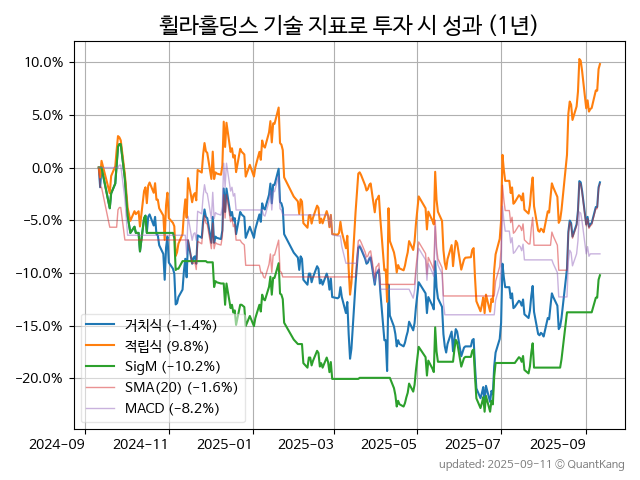 휠라홀딩스 기술 지표로 투자 시 성과 (1년)
10.0%
5.0%
0.0%
−5.0%
−10.0%
−15.0%
−20.0%
거치식 (−1.4%)
적립식 (9.8%)
SigM (−10.2%)
SMA(20) (−1.6%)
MACD (−8.2%)
2024-09 2024-11 2025-01 2025-03 2025-05 2025-07 2025-09
updated: 2025-09-11 © QuantKang